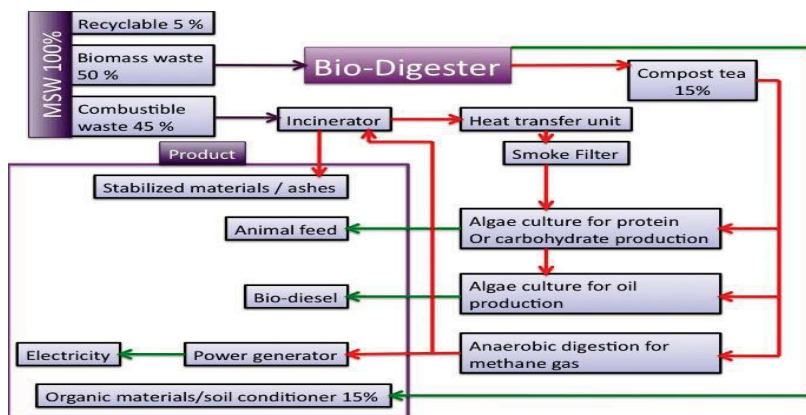 MSW 100%
Recyclable 5 %
Biomass waste
50 %
Combustible
waste 45 %
Bio-Digester
Compost tea
15%
Incinerator
Heat transfer unit
Smoke Filter
Product
Stabilized materials / ashes
Animal feed
Algae culture for protein
Or carbohydrate production
Bio-diesel
Algae culture for oil
production
Electricity
Power generator
Anaerobic digestion for
methane gas
Organic materials/soil conditioner 15%